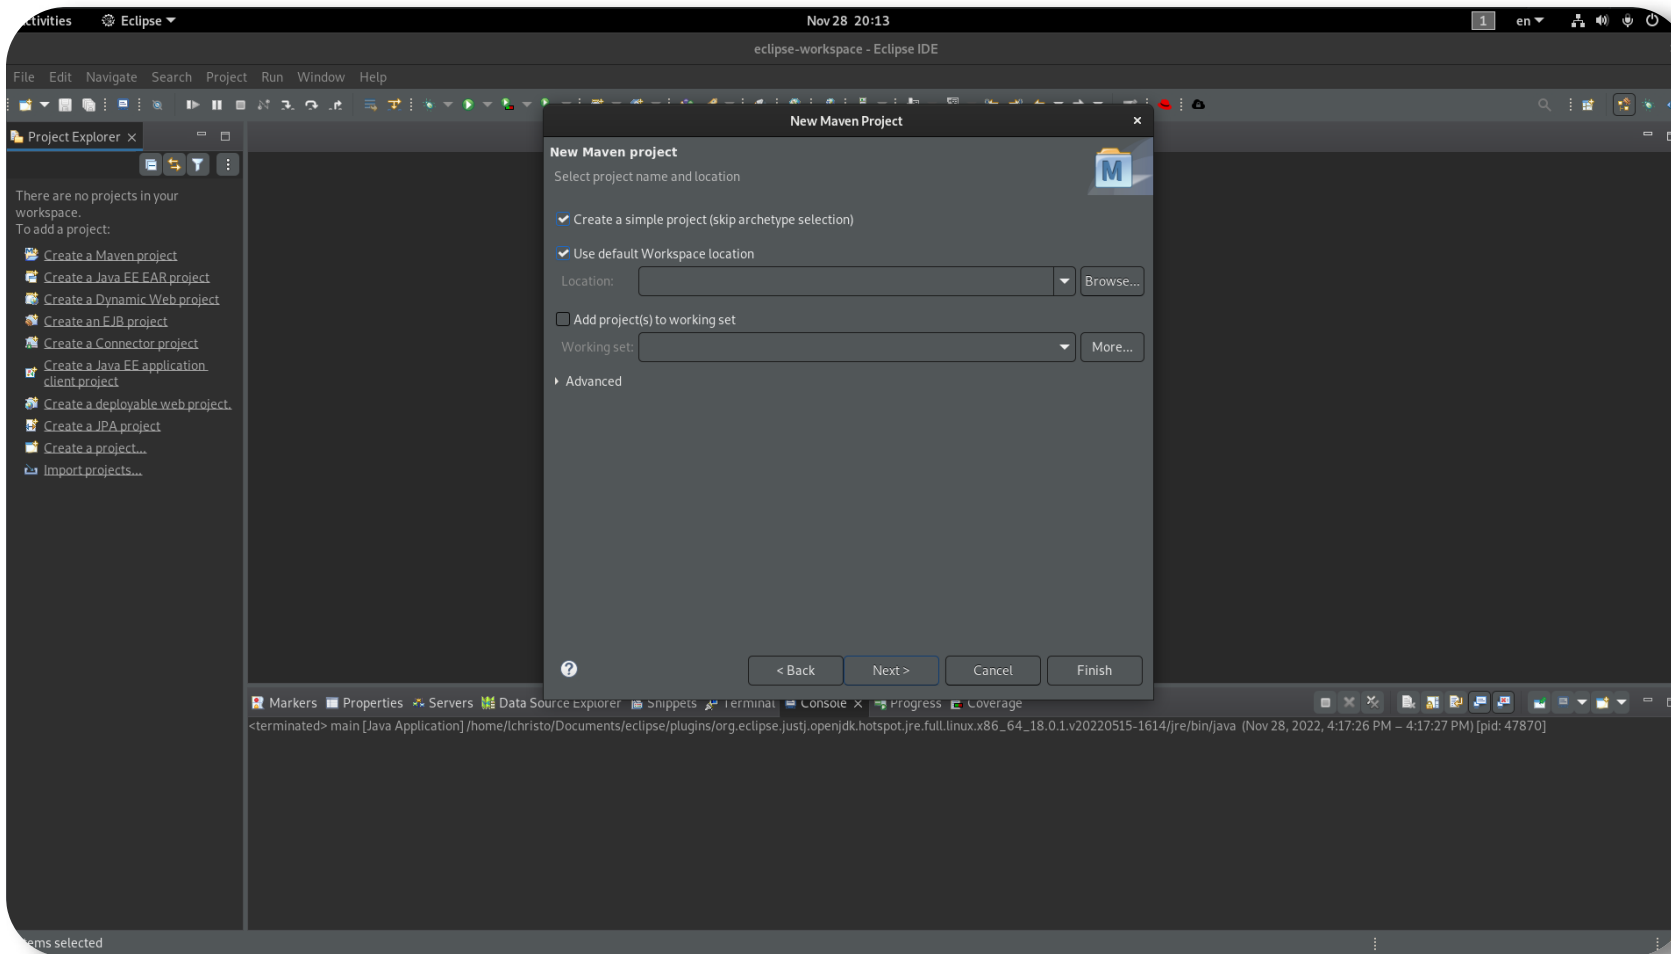 ctivities Eclipse Nov 28 20:13 1 en
eclipse-workspace - Eclipse IDE
File Edit Navigate Search Project Run Window Help
Project Explorer
There are no projects in your
workspace.
To add a project:
Create a Maven project
Create a Java EE EAR project
Create a Dynamic Web project
Create an EJB project
Create a Connector project
Create a Java EE application
client project
Create a deployable web project.
Create a JPA project
Create a project...
Import projects...
New Maven Project
New Maven project
Select project name and location
M
Create a simple project (skip archetype selection)
Use default Workspace location
Location: Browse...
Add project(s) to working set
Working set: More...
Advanced
? < Back Next > Cancel Finish
Markers Properties Servers Data Source Explorer Snippets Terminal Console Progress Coverage
<terminated> main [Java Application] /home/lchristo/Documents/eclipse/plugins/org.eclipse.justj.openjdk.hotspot.jre.full.linux.x86_64_18.0.1.v20220515-1614/jre/bin/java (Nov 28, 2022, 4:17:26 PM – 4:17:27 PM) [pid: 47870]
ems selected